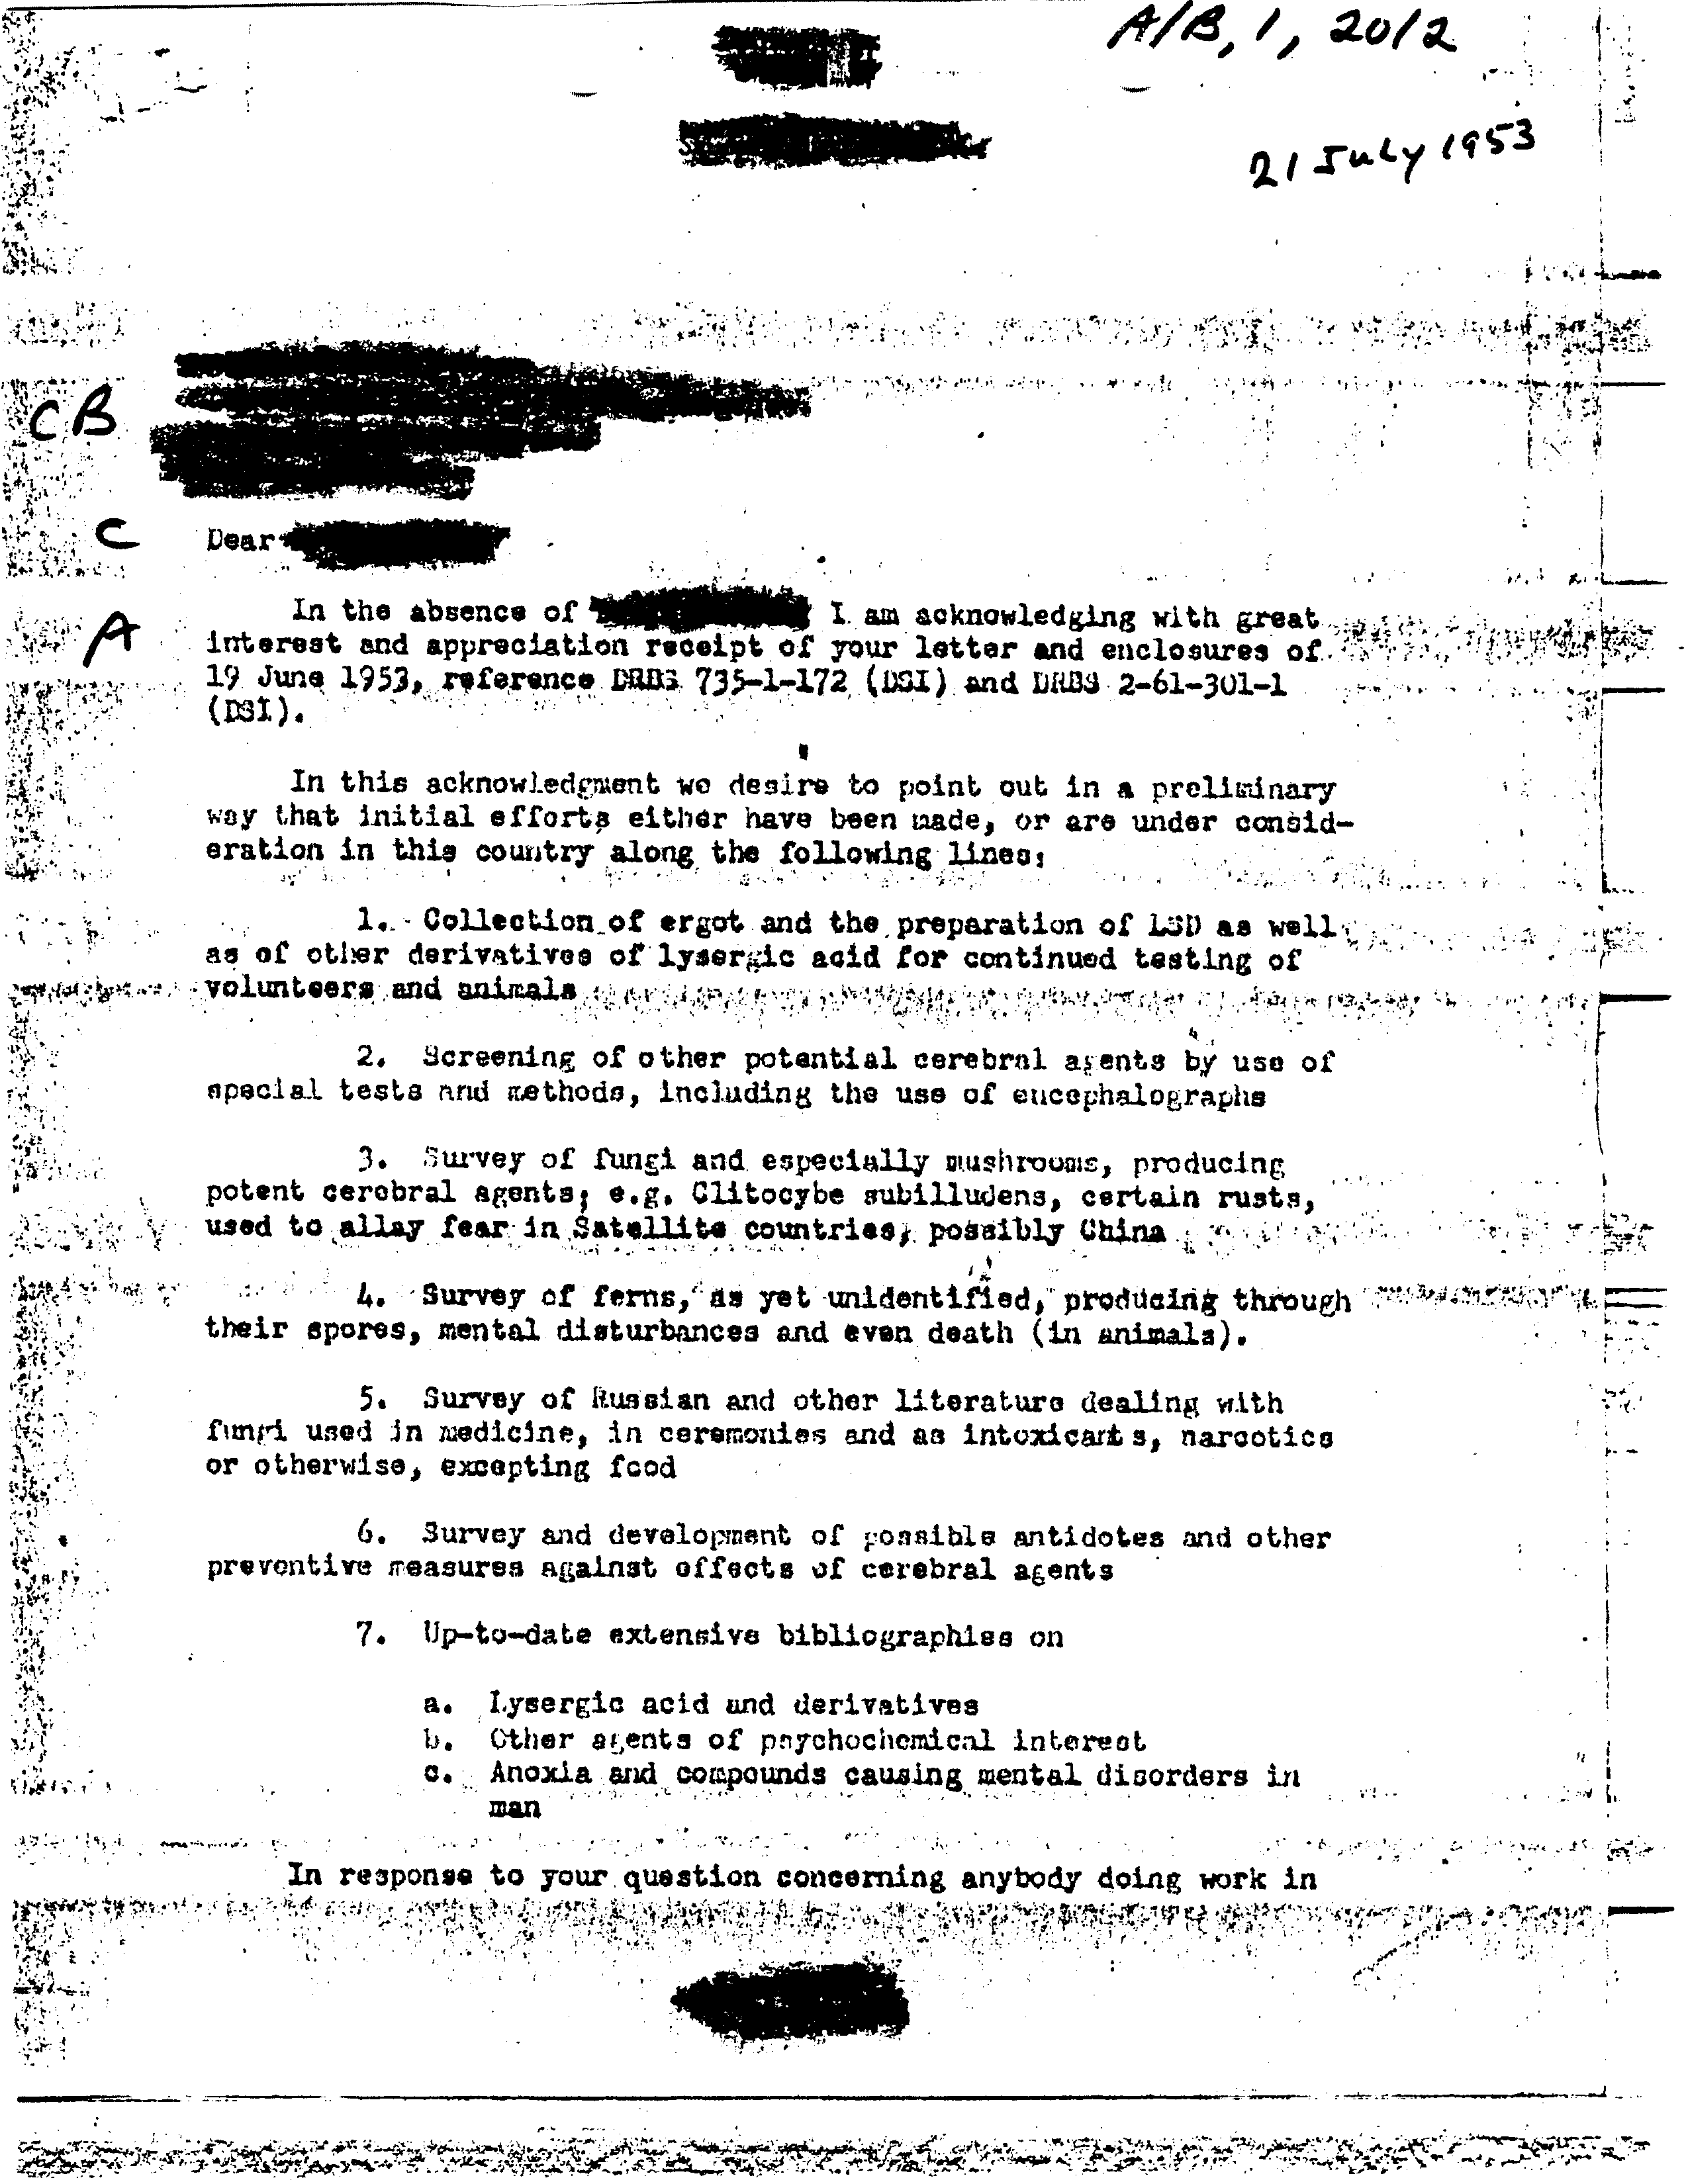 A/B, 1, 20/2
21 July 1953
CB
C
Dear
A
In the absence of I am acknowledging with great
interest and appreciation receipt of your letter and enclosures of
19 June 1953, reference DRBS 735-1-172 (DSI) and DRBS 2-61-301-1
(DSI).
In this acknowledgment we desire to point out in a preliminary
way that initial efforts either have been made, or are under consid-
eration in this country along the following lines:
1. Collection of ergot and the preparation of LSD as well
as of other derivatives of lysergic acid for continued testing of
volunteers and animals
2. Screening of other potential cerebral agents by use of
special tests and methods, including the use of encephalographs
3. Survey of fungi and especially mushrooms, producing
potent cerebral agents; e.g. Clitocybe subilludens, certain rusts,
used to allay fear in Satellite countries, possibly China
4. Survey of ferns, as yet unidentified, producing through
their spores, mental disturbances and even death (in animals).
5. Survey of Russian and other literature dealing with
fungi used in medicine, in ceremonies and as intoxicants, narcotics
or otherwise, excepting food
6. Survey and development of possible antidotes and other
preventive measures against effects of cerebral agents
7. Up-to-date extensive bibliographies on
a. Lysergic acid and derivatives
b. Other agents of psychochemical interest
c. Anoxia and compounds causing mental disorders in
man
In response to your question concerning anybody doing work in